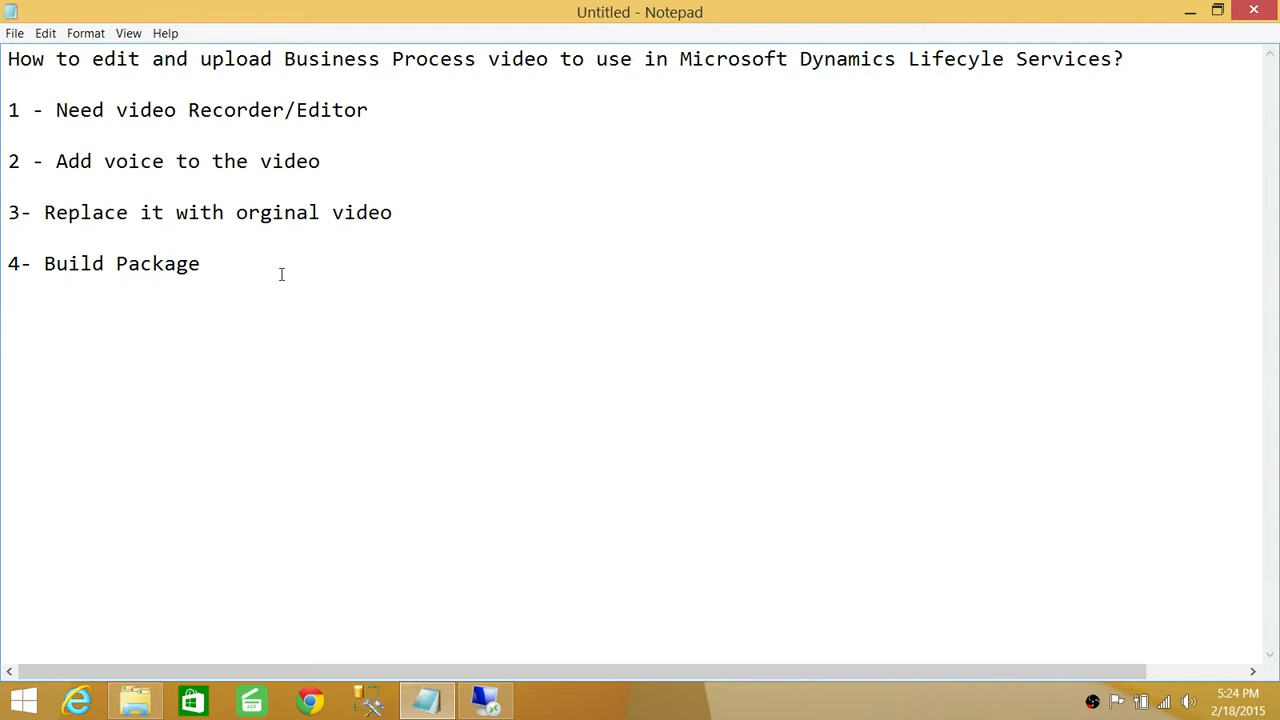 Untitled - Notepad
File Edit Format View Help
How to edit and upload Business Process video to use in Microsoft Dynamics Lifecyle Services?
1 - Need video Recorder/Editor
2 - Add voice to the video
3- Replace it with orginal video
4- Build Package
5:24 PM
2/18/2015